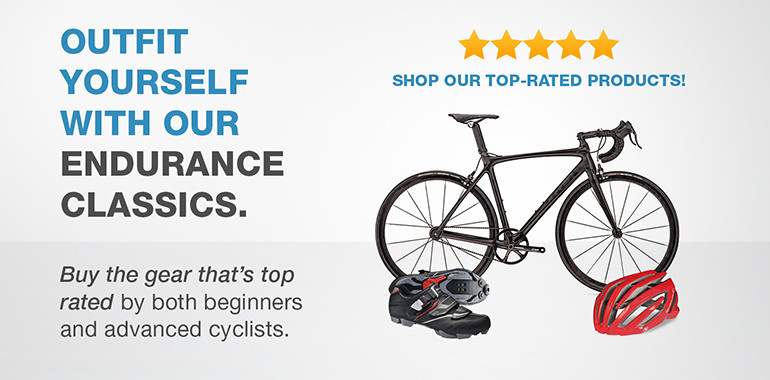 OUTFIT
YOURSELF
WITH OUR
ENDURANCE
CLASSICS.
Buy the gear that's top
rated by both beginners
and advanced cyclists.
SHOP OUR TOP-RATED PRODUCTS!